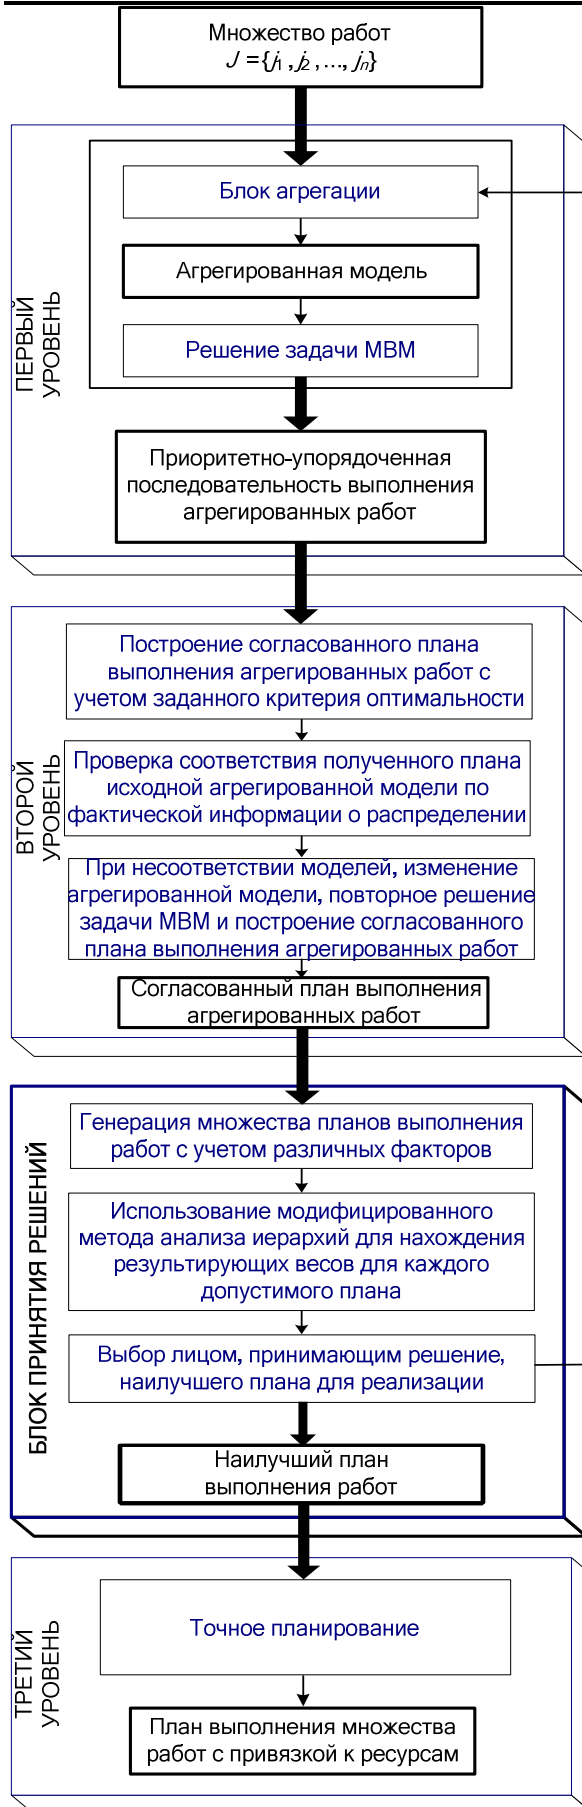 Множество работ
J = {j1 , j2 , ..., jn}
ПЕРВЫЙ
УРОВЕНЬ
Блок агрегации
Агрегированная модель
Решение задачи МВМ
Приоритетно-упорядоченная
последовательность выполнения
агрегированных работ
ВТОРОЙ
УРОВЕНЬ
Построение согласованного плана
выполнения агрегированных работ с
учетом заданного критерия оптимальности
Проверка соответствия полученного плана
исходной агрегированной модели по
фактической информации о распределении
При несоответствии моделей, изменение
агрегированной модели, повторное решение
задачи МВМ и построение согласованного
плана выполнения агрегированных работ
Согласованный план выполнения
агрегированных работ
БЛОК ПРИНЯТИЯ РЕШЕНИЙ
Генерация множества планов выполнения
работ с учетом различных факторов
Использование модифицированного
метода анализа иерархий для нахождения
результирующих весов для каждого
допустимого плана
Выбор лицом, принимающим решение,
наилучшего плана для реализации
Наилучший план
выполнения работ
ТРЕТИЙ
УРОВЕНЬ
Точное планирование
План выполнения множества
работ с привязкой к ресурсам